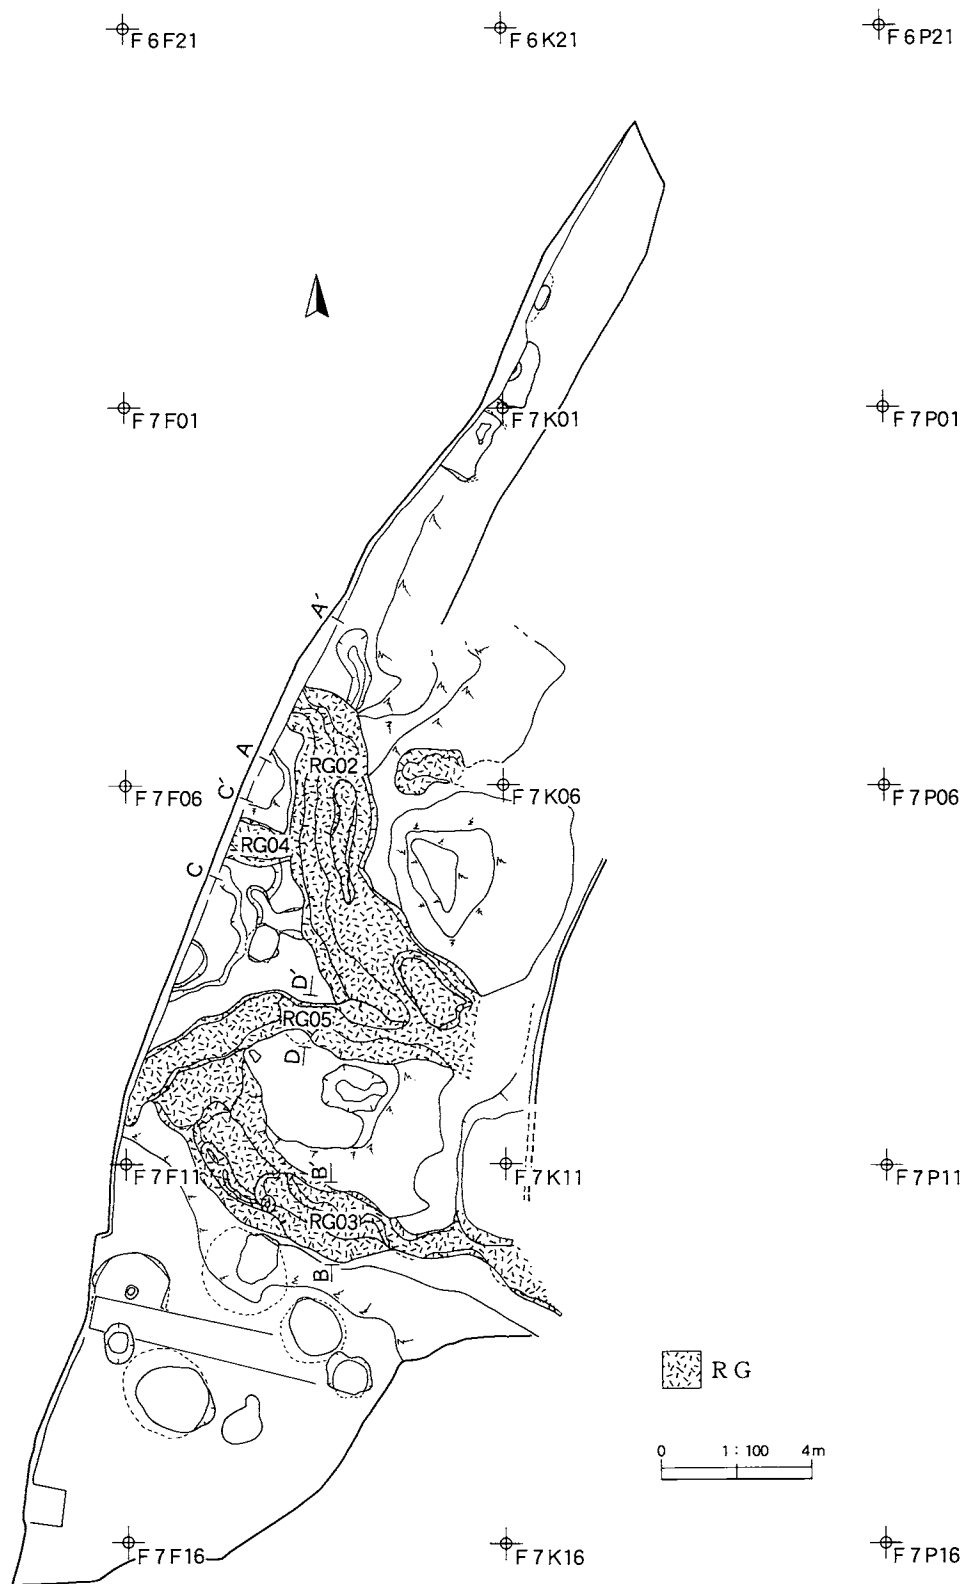 F6F21
F6K21
F6P21
F7F01
F7K01
F7P01
A'
A
RG02
C'
F7F06
F7K06
F7P06
RG04
C
D'
RG05
D
F7F11
B'
F7K11
F7P11
RG03
B
RG
0 1:100 4m
F7F16
F7K16
F7P16